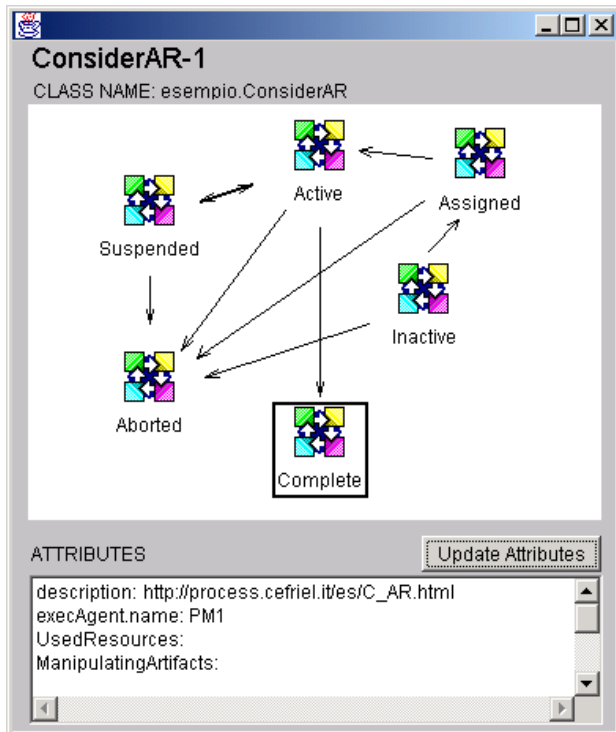 ConsiderAR-1
CLASS NAME: esempio.ConsiderAR
Active
Assigned
Suspended
Inactive
Aborted
Complete
ATTRIBUTES
Update Attributes
description: http://process.cefriel.it/es/C_AR.html
execAgent.name: PM1
UsedResources:
ManipulatingArtifacts: